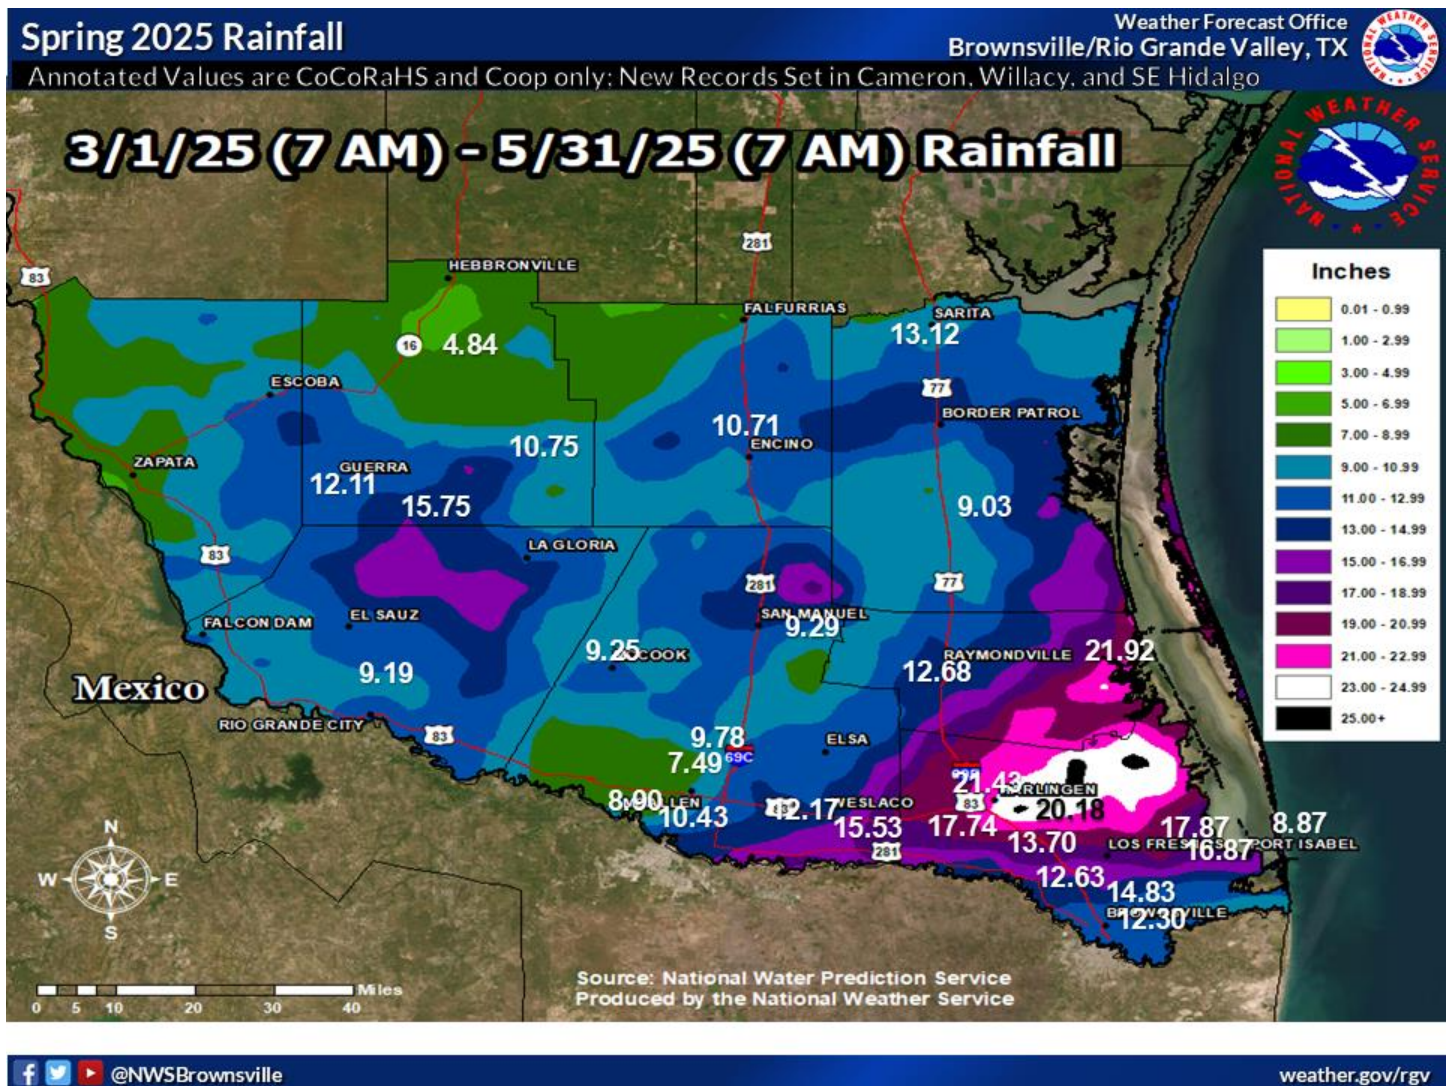 Spring 2025 Rainfall
Weather Forecast Office
Brownsville/Rio Grande Valley, TX
Annotated Values are CoCoRaHS and Coop only; New Records Set in Cameron, Willacy, and SE Hidalgo
3/1/25 (7 AM) - 5/31/25 (7 AM) Rainfall
NATIONAL WEATHER SERVICE
NATIONAL WEATHER SERVICE
281
83
HEBBRONVILLE
Inches
0.01 - 0.99
1.00 - 2.99
3.00 - 4.99
5.00 - 6.99
7.00 - 8.99
9.00 - 10.99
11.00 - 12.99
13.00 - 14.99
15.00 - 16.99
17.00 - 18.99
19.00 - 20.99
21.00 - 22.99
23.00 - 24.99
25.00+
FALFURRIAS
SARITA
13.12
16
4.84
ESCOBA
77
BORDER PATROL
10.71
ENCINO
10.75
ZAPATA
GUERRA
12.11
15.75
9.03
83
LA GLORIA
281
77
FALCON DAM
EL SAUZ
SAN MANUEL
9.29
9.25
RAYMONDVILLE
21.92
12.68
9.19
Mexico
RIO GRANDE CITY
83
9.78
ELSA
69C
7.49
21.43
HARLINGEN
8.90
83
12.17
WESLACO
83
20.18
10.43
15.53
17.74
17.87
8.87
13.70
LOS FRESNOS
16.87
PORT ISABEL
281
12.63
14.83
BROWNSVILLE
12.30
N
W
E
S
Miles
0 5 10 20 30 40
Source: National Water Prediction Service
Produced by the National Weather Service
@NWSBrownsville
weather.gov/rgv